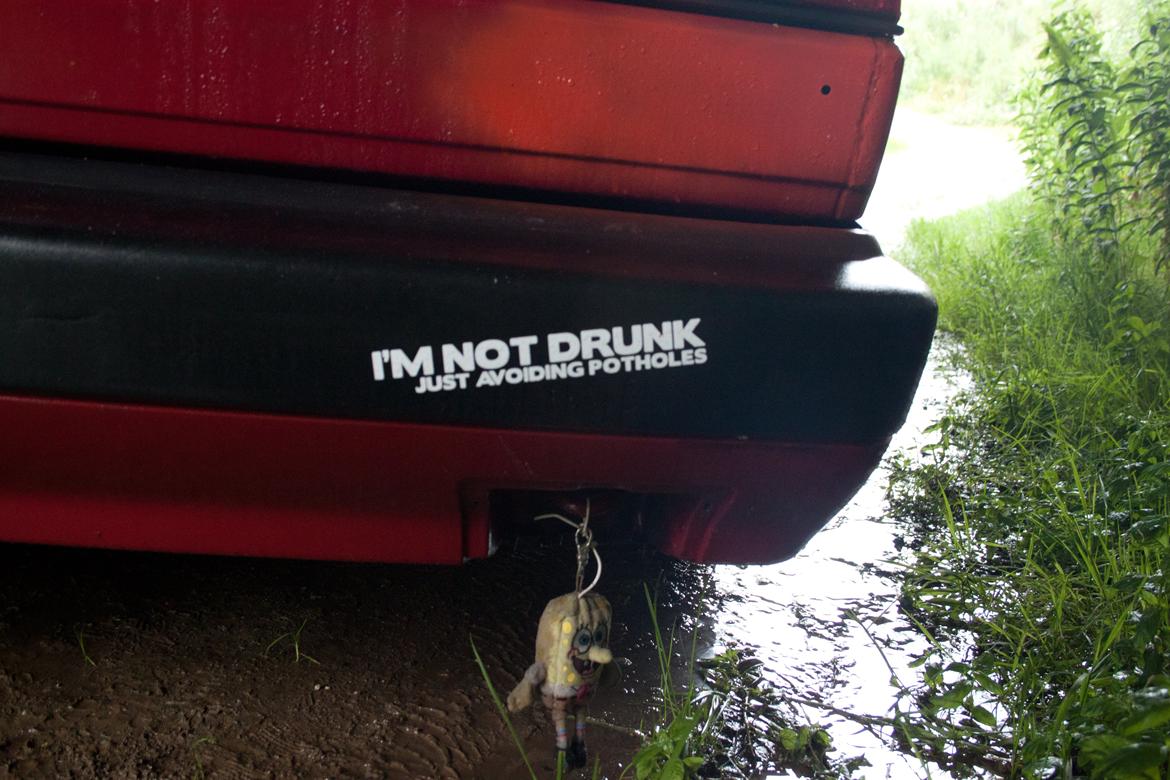 I'M NOT DRUNK
JUST AVOIDING POTHOLES